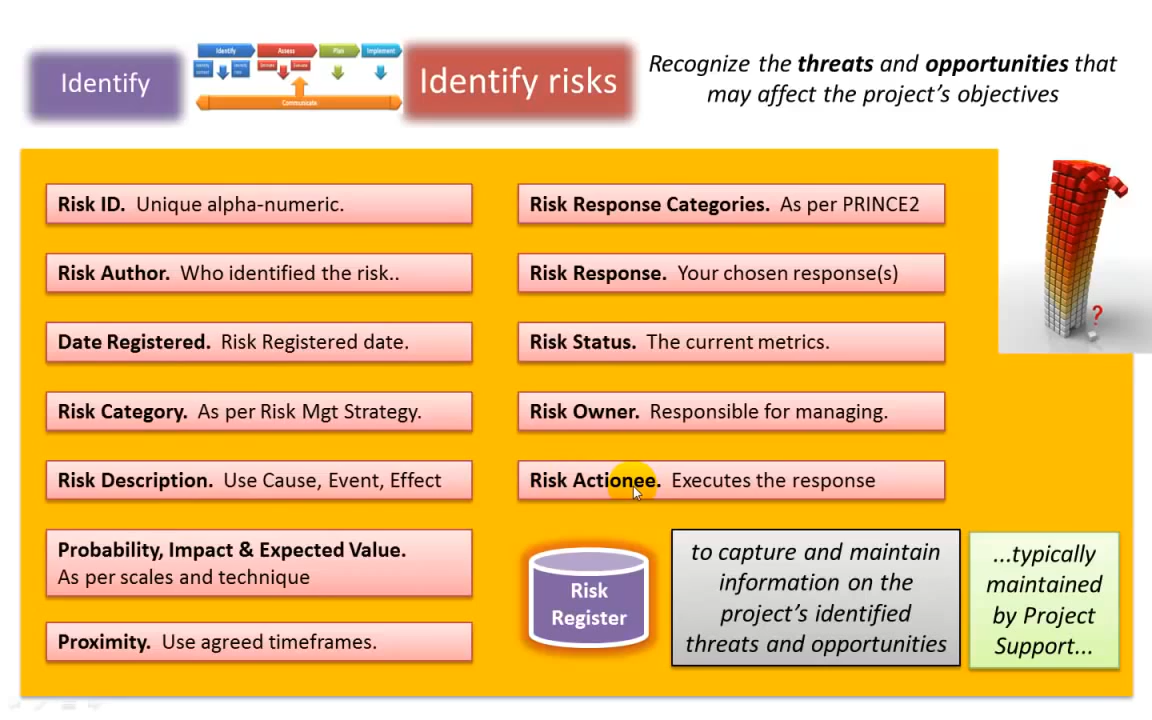 Identify
Identify
Assess
Plan
Implement
Communicate
Identify risks
Recognize the threats and opportunities that
may affect the project's objectives
Risk ID. Unique alpha-numeric.
Risk Author. Who identified the risk..
Date Registered. Risk Registered date.
Risk Category. As per Risk Mgt Strategy.
Risk Description. Use Cause, Event, Effect
Probability, Impact & Expected Value.
As per scales and technique
Proximity. Use agreed timeframes.
Risk Response Categories. As per PRINCE2
Risk Response. Your chosen response(s)
Risk Status. The current metrics.
Risk Owner. Responsible for managing.
Risk Actionee. Executes the response
Risk
Register
to capture and maintain
information on the
project's identified
threats and opportunities
...typically
maintained
by Project
Support...
?